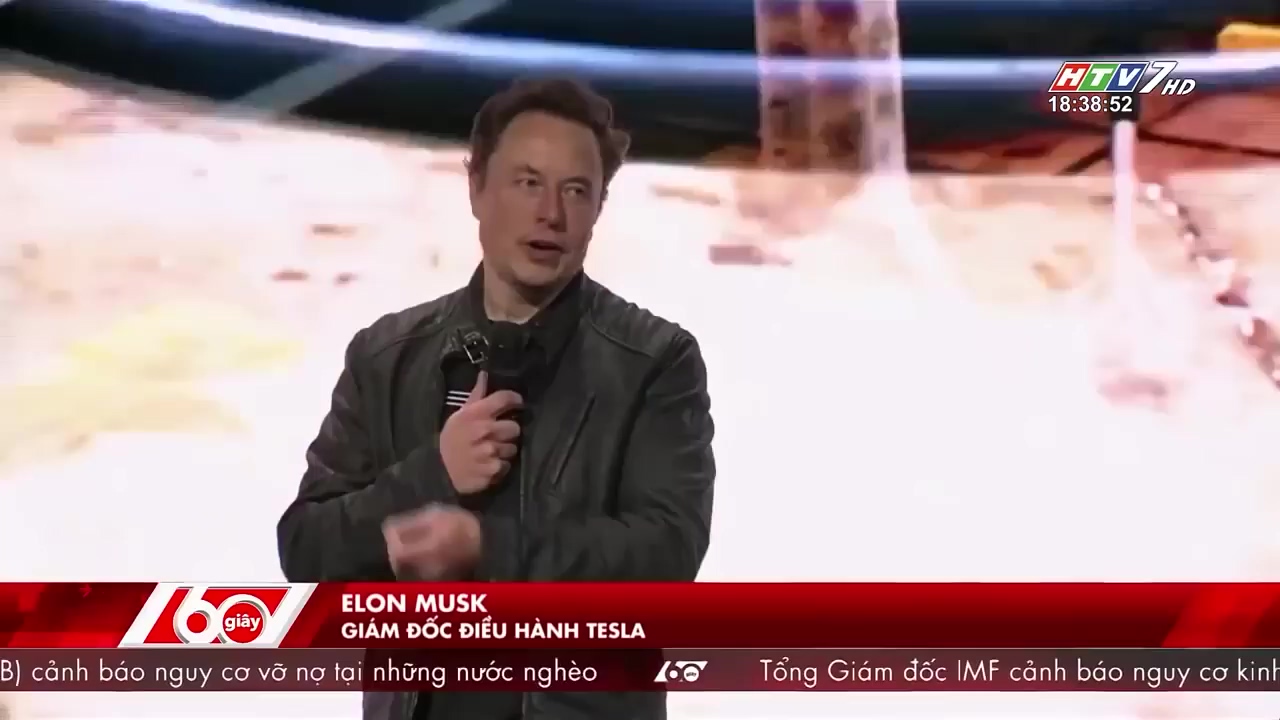 HTV7 HD
18:38:52
60 giây
ELON MUSK
GIÁM ĐỐC ĐIỀU HÀNH TESLA
B) cảnh báo nguy cơ vỡ nợ tại những nước nghèo 60 Tổng Giám đốc IMF cảnh báo nguy cơ kinh